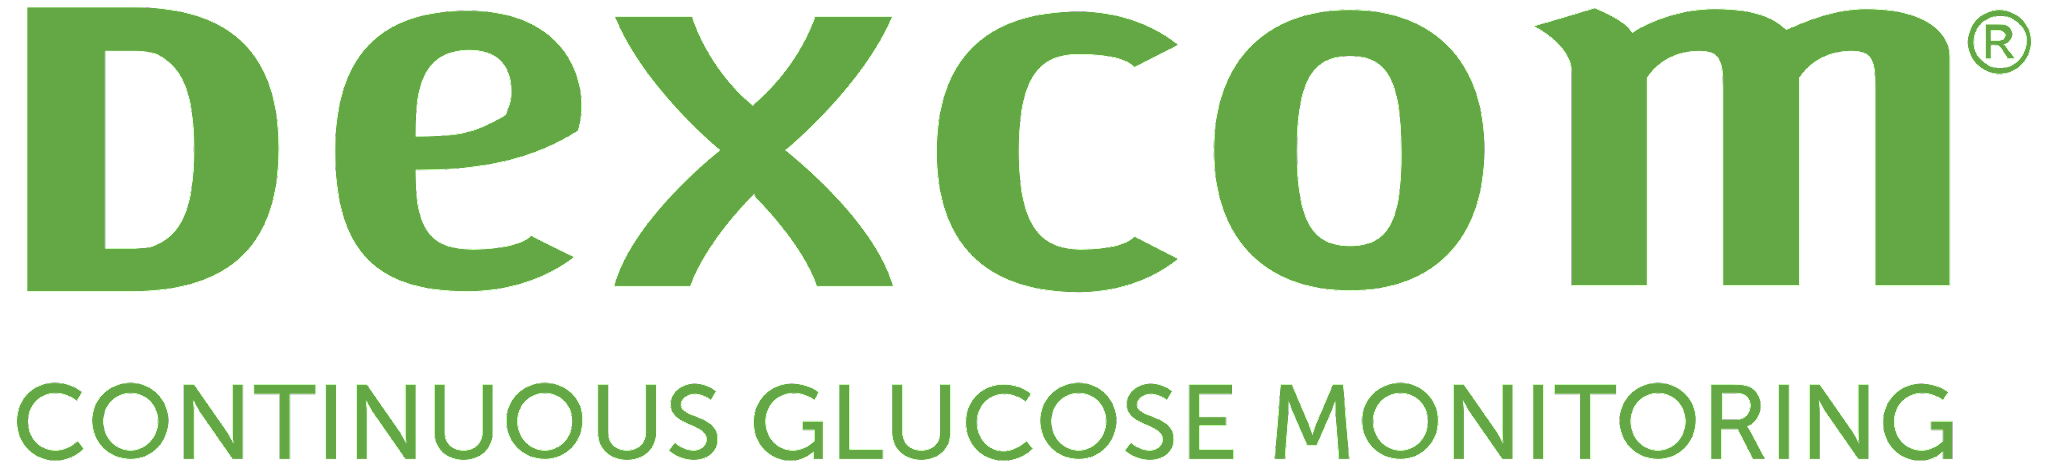 Dexcom®
CONTINUOUS GLUCOSE MONITORING